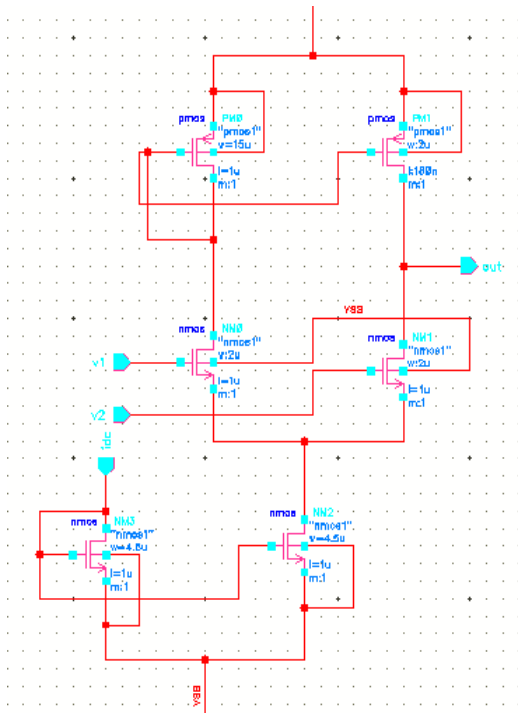 pmos PM0
"pmos1"
w=15u
l=1u
m:1
pmos PM1
"pmos1"
w:2u
l:180n
m:1
out
VSS
nmos NM0
"nmos1"
w:2u
l=1u
m:1
nmos NM1
"nmos1"
w:2u
l=1u
m:1
v1
v2
idc
nmos NM3
"nmos1"
w=4.5u
l=1u
m:1
nmos NM2
"nmos1"
w=4.5u
l=1u
m:1
VSS